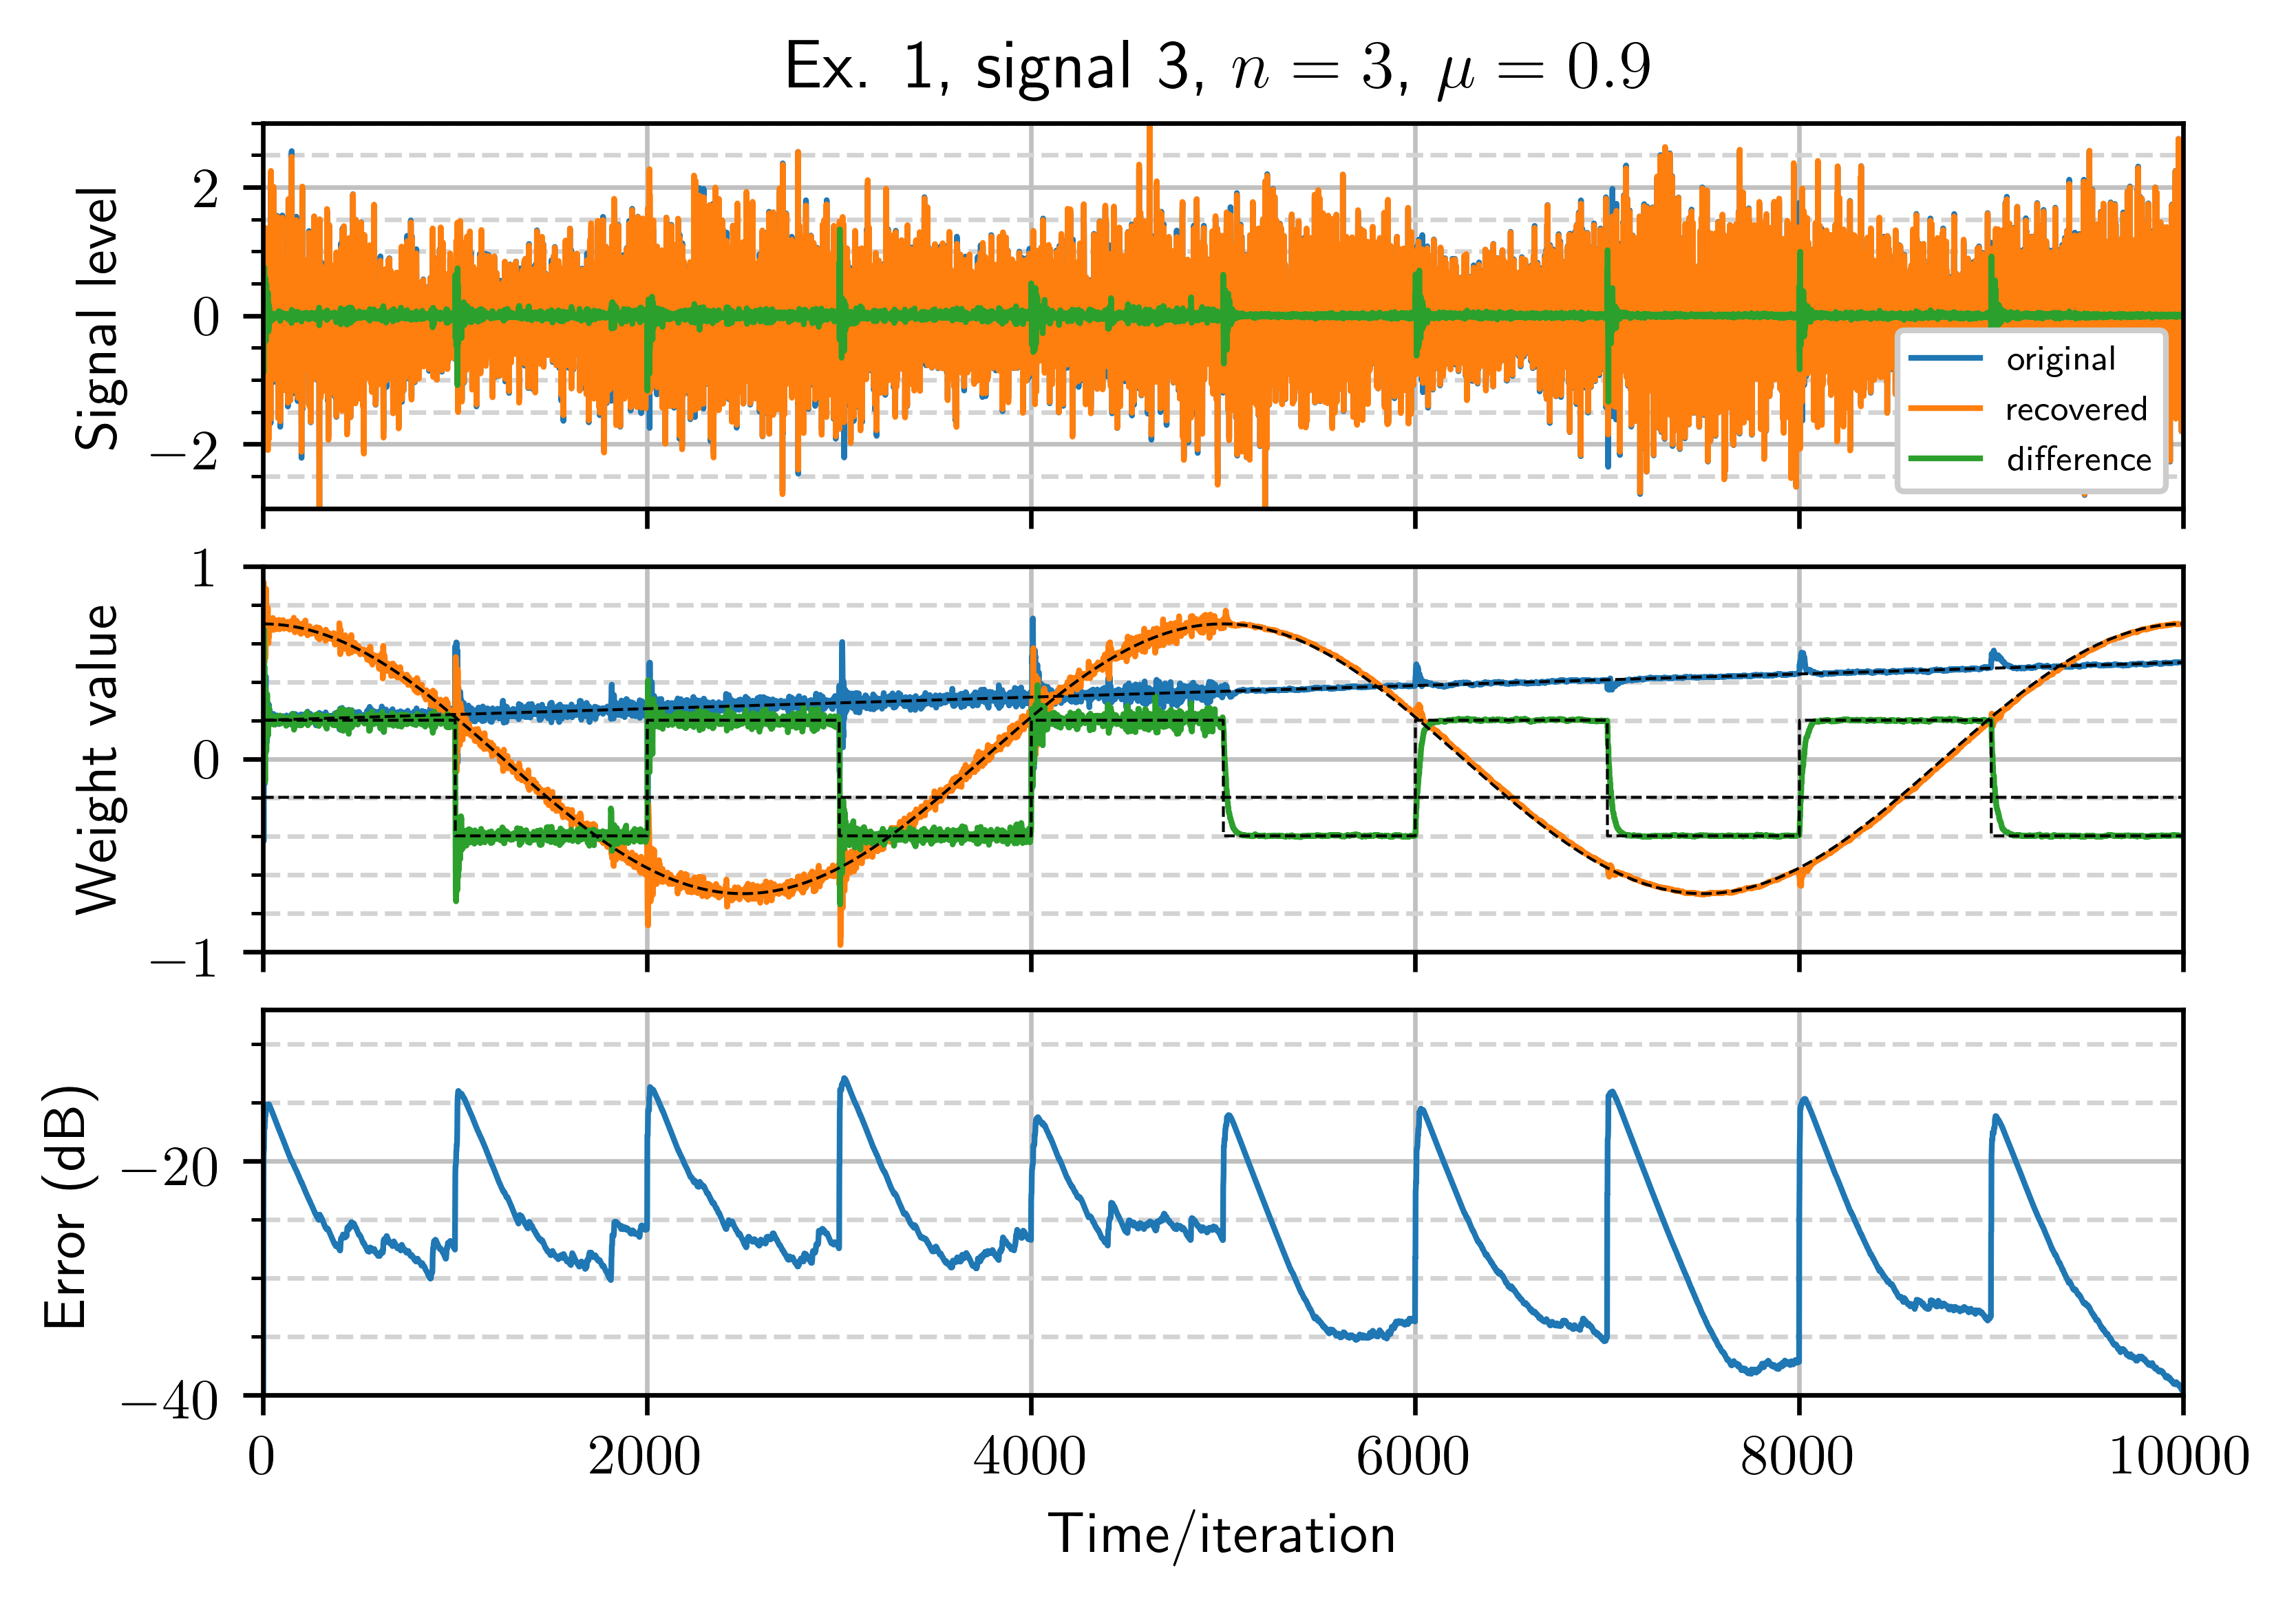 Ex. 1, signal 3, n = 3, μ = 0.9
Signal level
2
0
−2
original
recovered
difference
Weight value
1
0
−1
Error (dB)
−20
−40
0 2000 4000 6000 8000 10000
Time/iteration